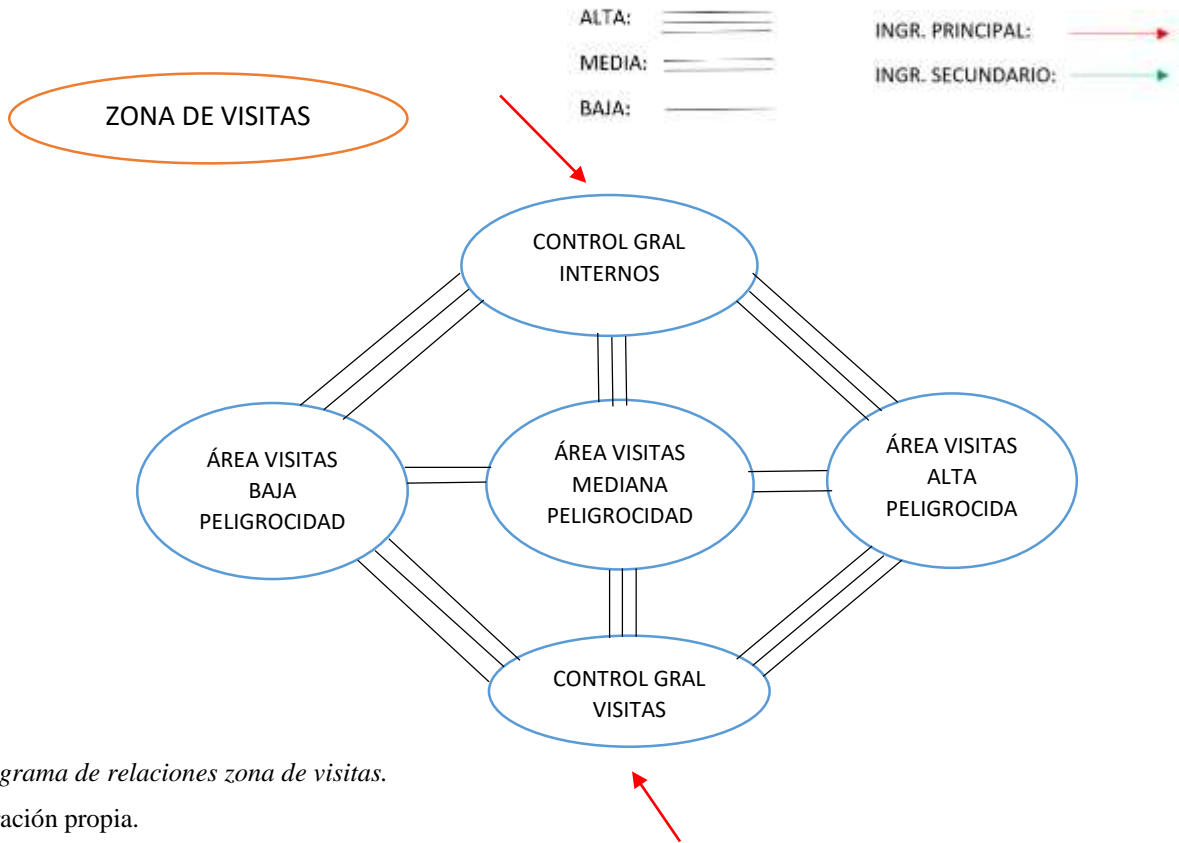 ALTA:
MEDIA:
BAJA:
INGR. PRINCIPAL:
INGR. SECUNDARIO:
ZONA DE VISITAS
CONTROL GRAL
INTERNOS
ÁREA VISITAS
BAJA
PELIGROCIDAD
ÁREA VISITAS
MEDIANA
PELIGROCIDAD
ÁREA VISITAS
ALTA
PELIGROCIDA
CONTROL GRAL
VISITAS
grama de relaciones zona de visitas.
ración propia.